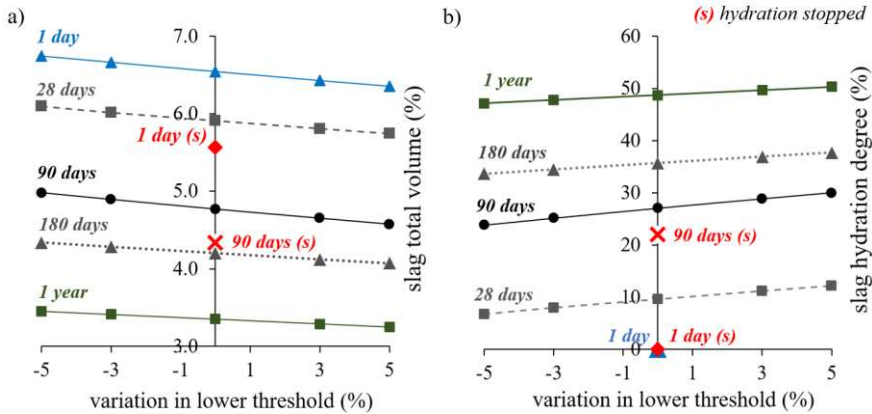 a)
1 day
28 days
1 day (s)
90 days
180 days
90 days (s)
1 year
7.0
6.0
5.0
4.0
3.0
-5
-3
-1
1
3
5
variation in lower threshold (%)
slag total volume (%)
b)
(s) hydration stopped
1 year
180 days
90 days
90 days (s)
28 days
1 day
1 day (s)
60
50
40
30
20
10
0
-5
-3
-1
1
3
5
variation in lower threshold (%)
slag hydration degree (%)